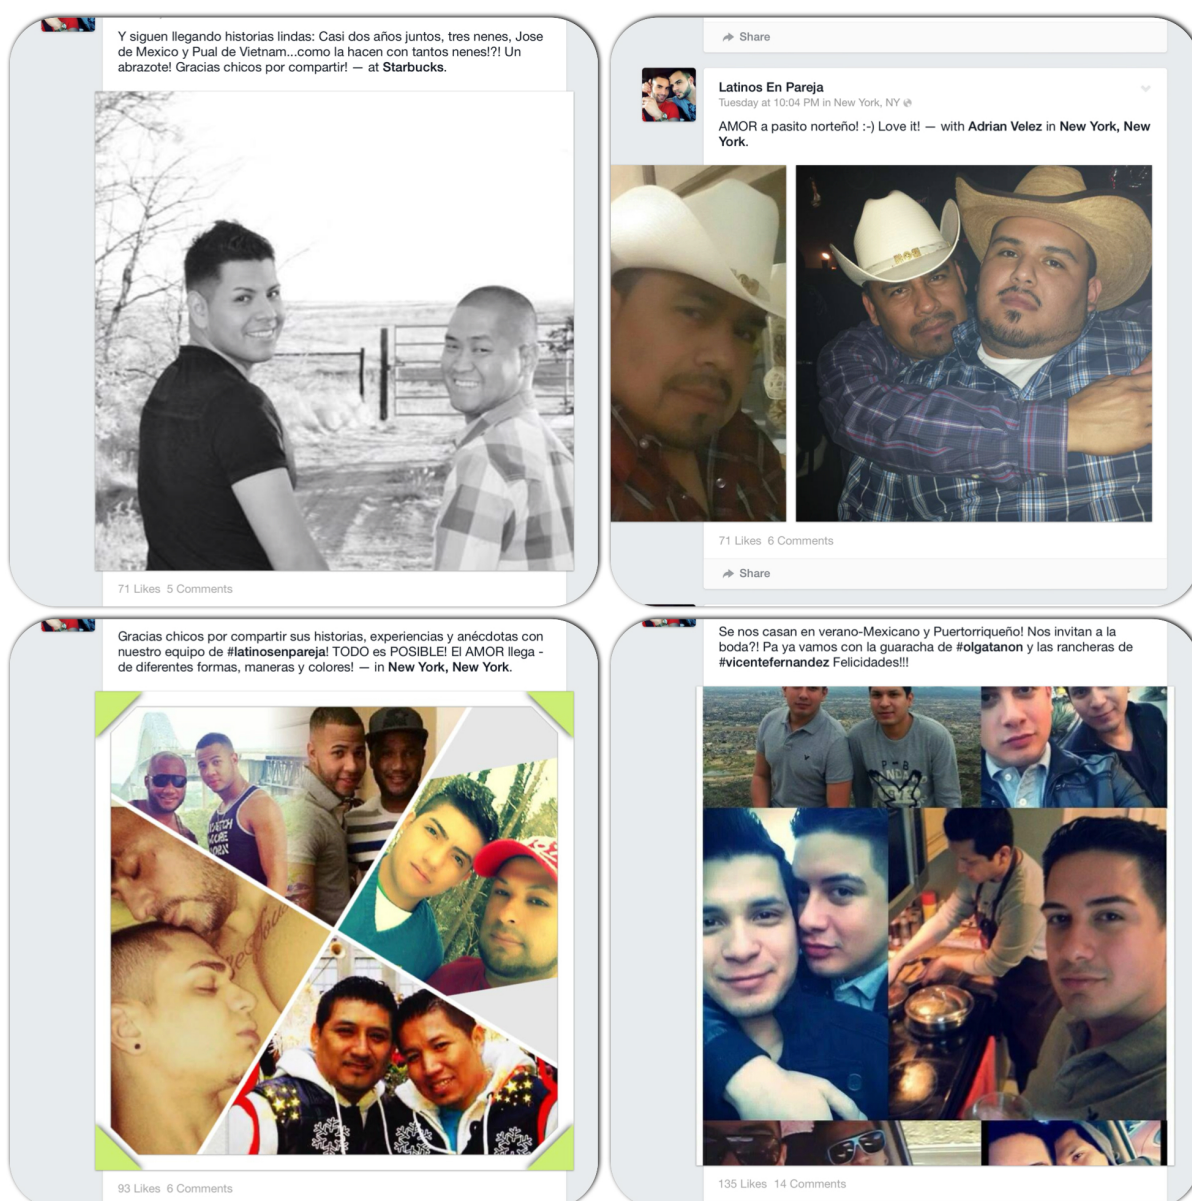 Y siguen llegando historias lindas: Casi dos años juntos, tres nenes, Jose
de Mexico y Pual de Vietnam...como la hacen con tantos nenes!?! Un
abrazote! Gracias chicos por compartir! — at Starbucks.
71 Likes 5 Comments
Share
Latinos En Pareja
Tuesday at 10:04 PM in New York, NY
AMOR a pasito norteño! :-) Love it! — with Adrian Velez in New York, New
York.
71 Likes 6 Comments
Share
Gracias chicos por compartir sus historias, experiencias y anécdotas con
nuestro equipo de #latinosenpareja! TODO es POSIBLE! El AMOR llega -
de diferentes formas, maneras y colores! — in New York, New York.
93 Likes 6 Comments
Se nos casan en verano-Mexicano y Puertorriqueño! Nos invitan a la
boda?! Pa ya vamos con la guaracha de #olgatanon y las rancheras de
#vicentefernandez Felicidades!!!
135 Likes 14 Comments